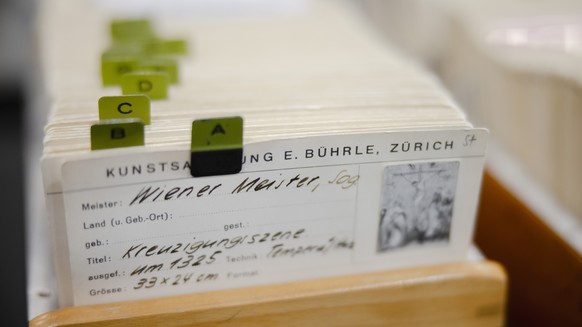 D
C
B
A
KUNSTSA UNG E. BÜHRLE, ZÜRICH
Meister: Wiener Meister, Sog
Land (u. Geb.-Ort):
geb.: gest.:
Titel: Kreuzigungsszene
ausgef.: um 1325 Technik:
Grösse: 33 x 24 cm Format